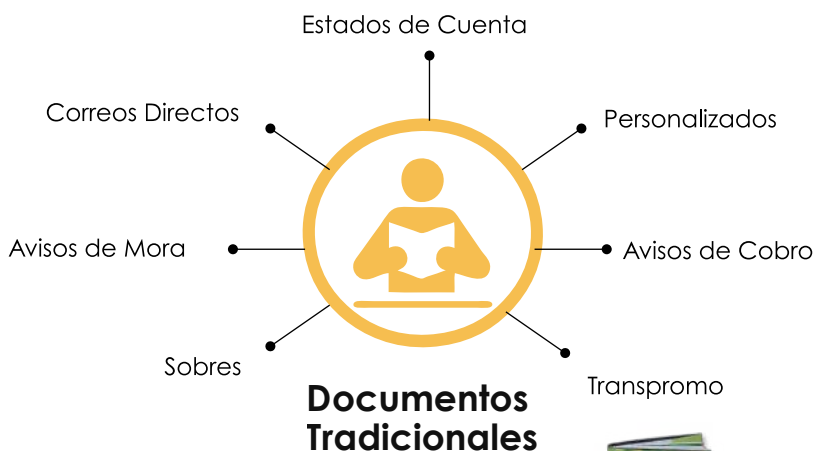 Estados de Cuenta
Correos Directos
Personalizados
Avisos de Mora
Avisos de Cobro
Sobres
Transpromo
Documentos
Tradicionales